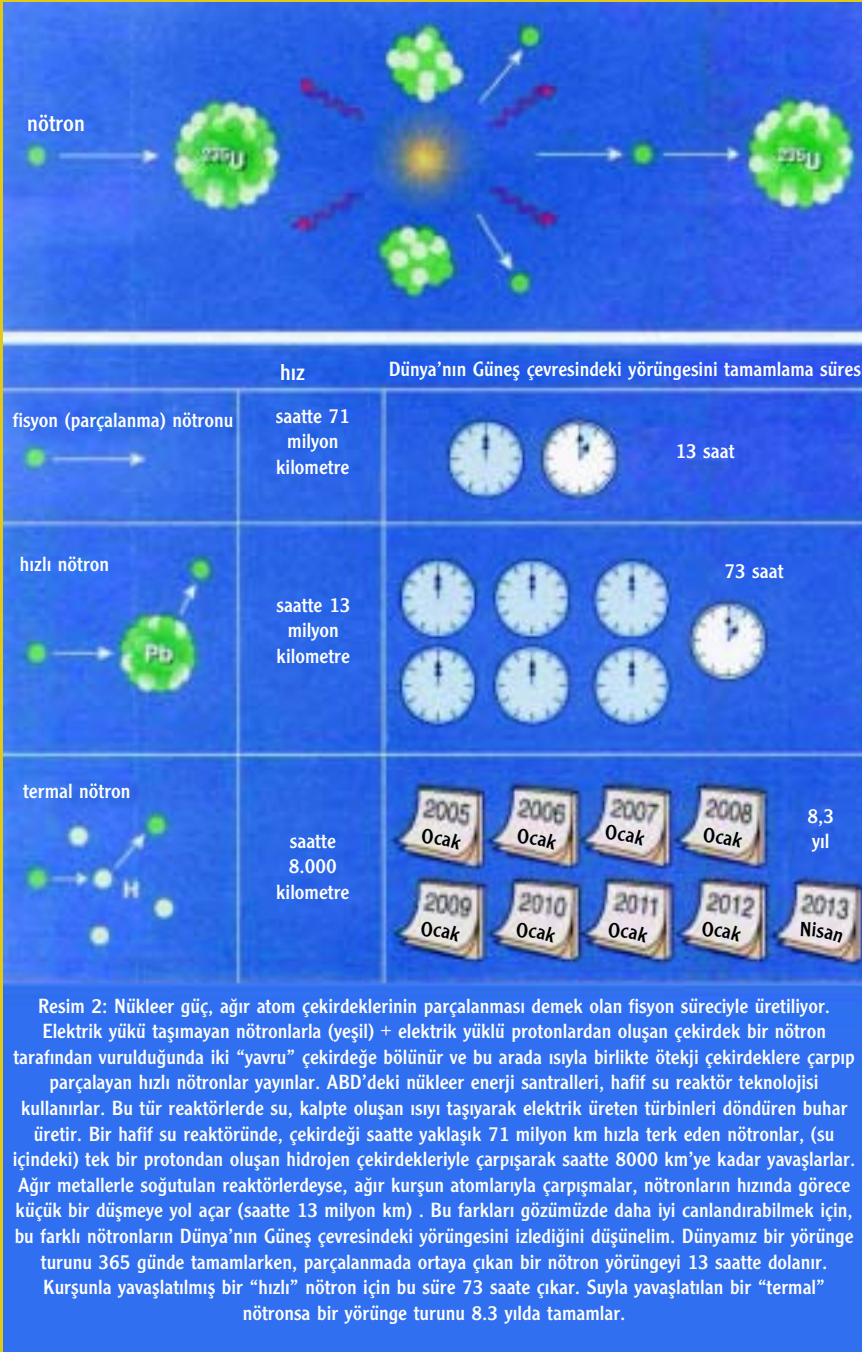 nötron
235U
235U
hız
Dünya'nın Güneş çevresindeki yörüngesini tamamlama süres
fisyon (parçalanma) nötronu
saatte 71
milyon
kilometre
13 saat
hızlı nötron
Pb
saatte 13
milyon
kilometre
73 saat
termal nötron
H
saatte
8.000
kilometre
2005
Ocak
2006
Ocak
2007
Ocak
2008
Ocak
8,3
yıl
2009
Ocak
2010
Ocak
2011
Ocak
2012
Ocak
2013
Nisan
Resim 2: Nükleer güç, ağır atom çekirdeklerinin parçalanması demek olan fisyon süreciyle üretiliyor.
Elektrik yükü taşımayan nötronlarla (yeşil) + elektrik yüklü protonlardan oluşan çekirdek bir nötron
tarafından vurulduğunda iki “yavru” çekirdeğe bölünür ve bu arada ısıyla birlikte ötekji çekirdeklere çarpıp
parçalayan hızlı nötronlar yayınlar. ABD'deki nükleer enerji santralleri, hafif su reaktör teknolojisi
kullanırlar. Bu tür reaktörlerde su, kalpte oluşan ısıyı taşıyarak elektrik üreten türbinleri döndüren buhar
üretir. Bir hafif su reaktöründe, çekirdeği saatte yaklaşık 71 milyon km hızla terk eden nötronlar, (su
içindeki) tek bir protondan oluşan hidrojen çekirdekleriyle çarpışarak saatte 8000 km'ye kadar yavaşlarlar.
Ağır metallerle soğutulan reaktörlerdeyse, ağır kurşun atomlarıyla çarpışmalar, nötronların hızında görece
küçük bir düşmeye yol açar (saatte 13 milyon km) . Bu farkları gözümüzde daha iyi canlandırabilmek için,
bu farklı nötronların Dünya'nın Güneş çevresindeki yörüngesini izlediğini düşünelim. Dünyamız bir yörünge
turunu 365 günde tamamlarken, parçalanmada ortaya çıkan bir nötron yörüngeyi 13 saatte dolanır.
Kurşunla yavaşlatılmış bir “hızlı” nötron için bu süre 73 saate çıkar. Suyla yavaşlatılan bir “termal”
nötronsa bir yörünge turunu 8.3 yılda tamamlar.